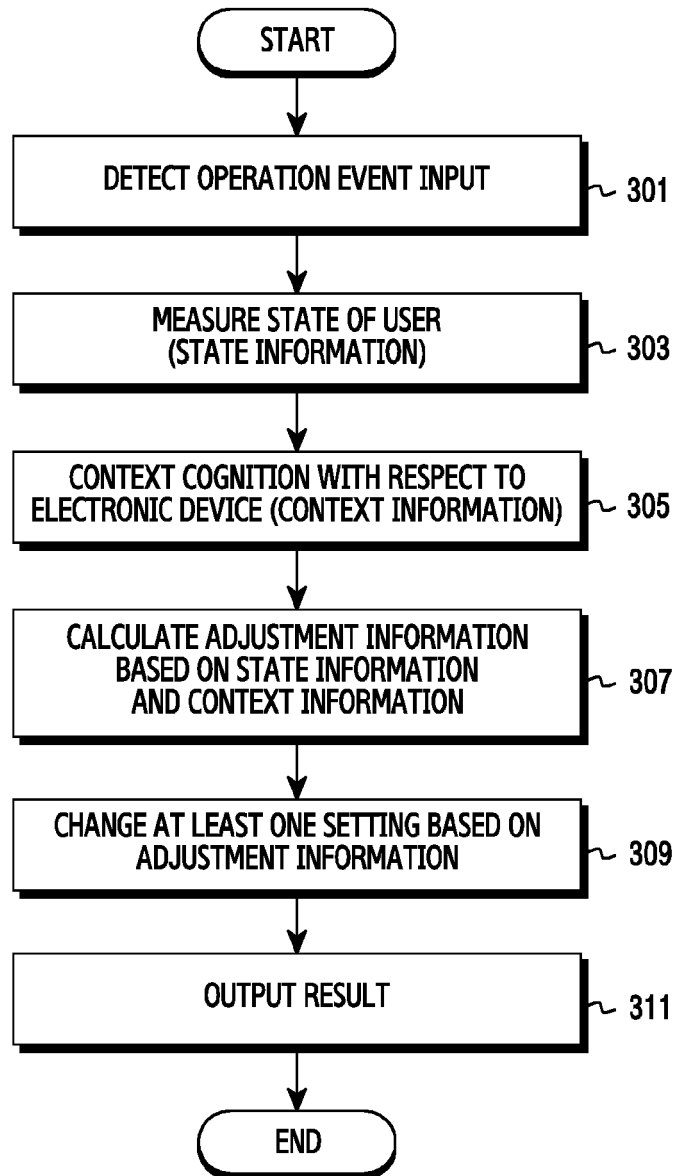 START
DETECT OPERATION EVENT INPUT
301
MEASURE STATE OF USER
(STATE INFORMATION)
303
CONTEXT COGNITION WITH RESPECT TO
ELECTRONIC DEVICE (CONTEXT INFORMATION)
305
CALCULATE ADJUSTMENT INFORMATION
BASED ON STATE INFORMATION
AND CONTEXT INFORMATION
307
CHANGE AT LEAST ONE SETTING BASED ON
ADJUSTMENT INFORMATION
309
OUTPUT RESULT
311
END